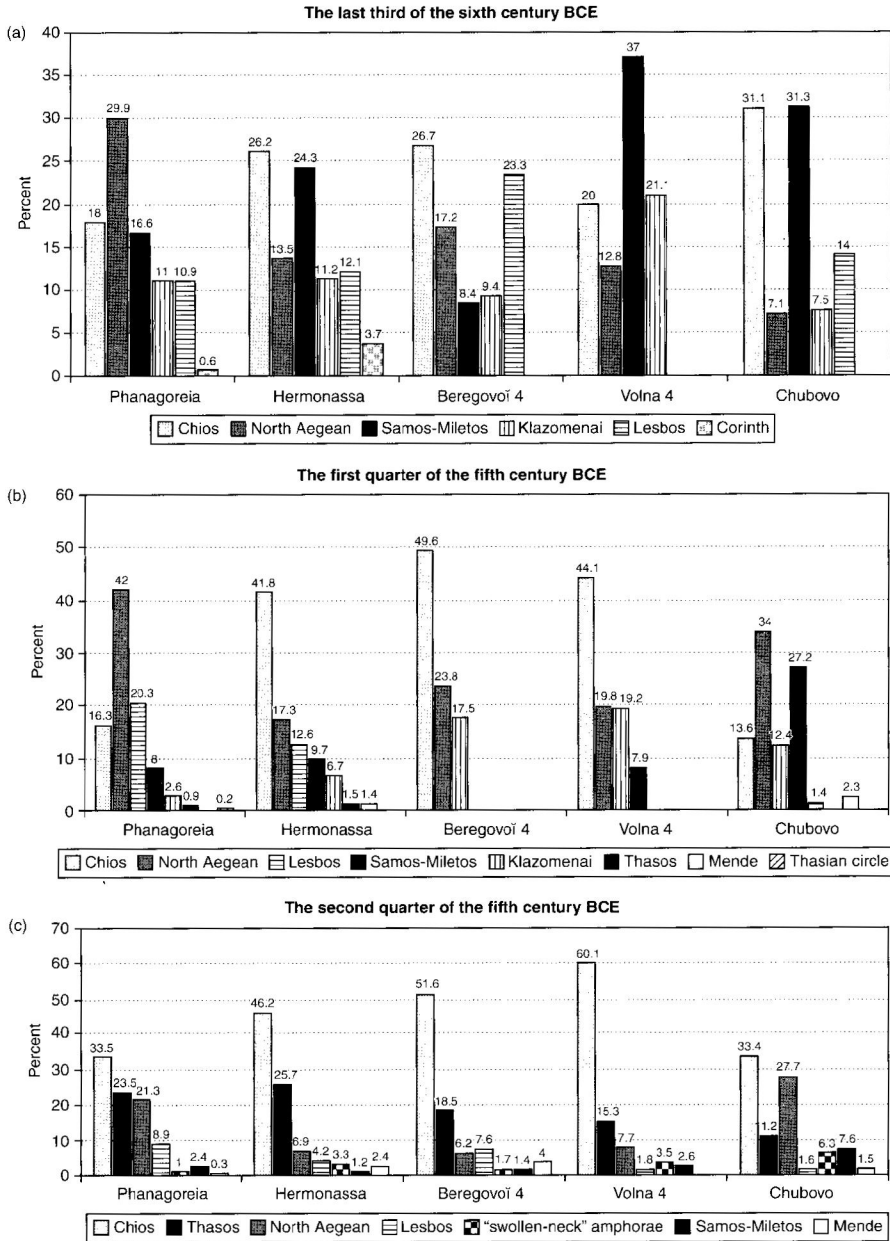 The last third of the sixth century BCE
(a)
Percent
40
35
30
25
20
15
10
5
0
18 29.9 16.6 11 10.9 0.6
26.2 13.5 24.3 11.2 12.1 3.7
26.7 17.2 8.4 9.4 23.3
20 12.8 37 21.1
31.1 7.1 31.3 7.5 14
Phanagoreia Hermonassa Beregovoï 4 Volna 4 Chubovo
Chios North Aegean Samos-Miletos Klazomenai Lesbos Corinth
The first quarter of the fifth century BCE
(b)
Percent
60
50
40
30
20
10
0
16.3 42 20.3 8 2.6 0.9 0.2
41.8 17.3 12.6 9.7 6.7 1.5 1.4
49.6 23.8 17.5
44.1 19.8 19.2 7.9
13.6 34 12.4 27.2 1.4 2.3
Phanagoreia Hermonassa Beregovoï 4 Volna 4 Chubovo
Chios North Aegean Lesbos Samos-Miletos Klazomenai Thasos Mende Thasian circle
The second quarter of the fifth century BCE
(c)
Percent
70
60
50
40
30
20
10
0
33.5 23.5 21.3 8.9 1 2.4 0.3
46.2 25.7 6.9 4.2 3.3 1.2 2.4
51.6 18.5 6.2 7.6 1.7 1.4 4
60.1 15.3 7.7 1.8 3.5 2.6
33.4 11.2 27.7 1.6 6.3 7.6 1.5
Phanagoreia Hermonassa Beregovoï 4 Volna 4 Chubovo
Chios Thasos North Aegean Lesbos "swollen-neck" amphorae Samos-Miletos Mende